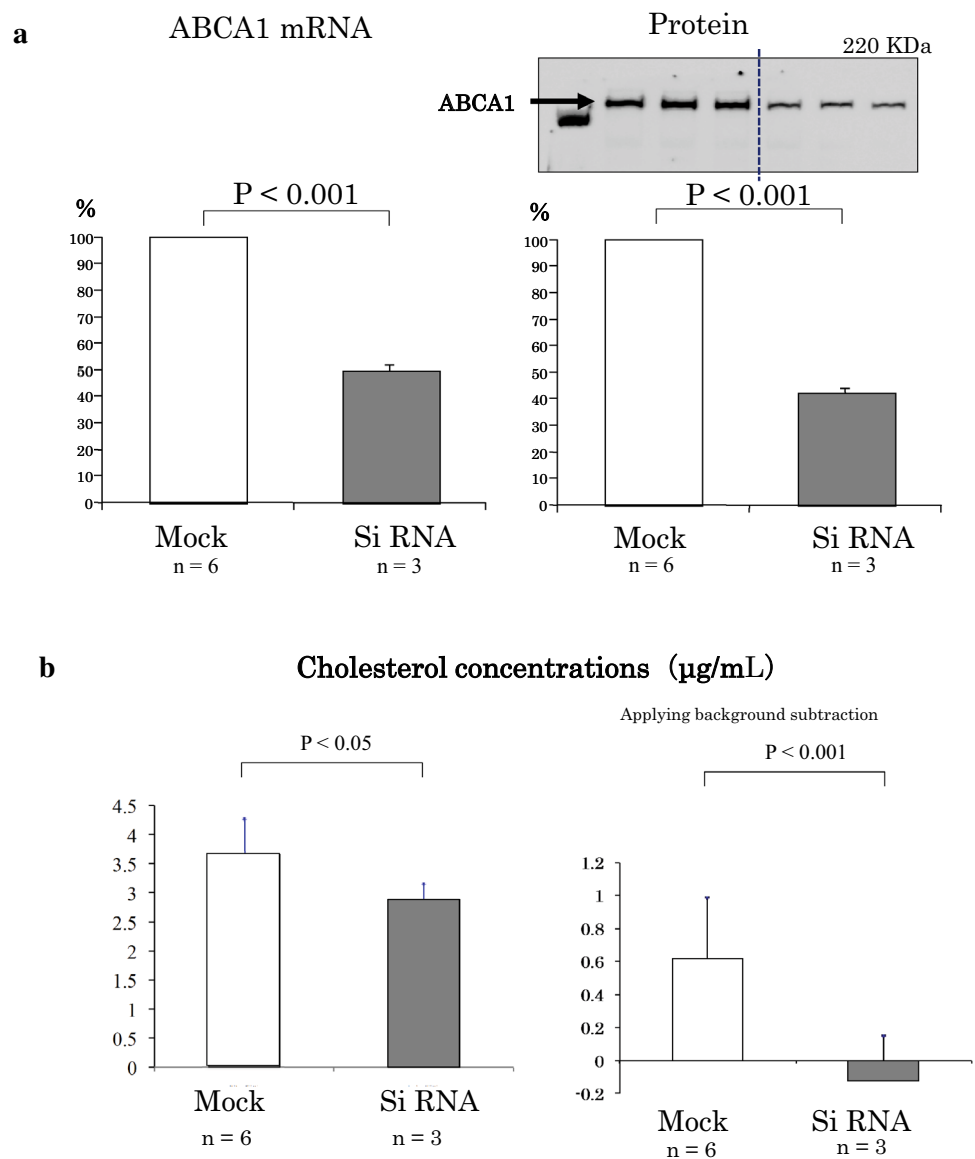 a
ABCA1 mRNA
Protein
220 KDa
ABCA1
P < 0.001
%
100
90
80
70
60
50
40
30
20
10
0
Mock
n = 6
Si RNA
n = 3
P < 0.001
%
100
90
80
70
60
50
40
30
20
10
0
Mock
n = 6
Si RNA
n = 3
b
Cholesterol concentrations (μg/mL)
P < 0.05
4.5
4
3.5
3
2.5
2
1.5
1
0.5
0
Mock
n = 6
Si RNA
n = 3
Applying background subtraction
P < 0.001
1.2
1
0.8
0.6
0.4
0.2
0
-0.2
Mock
n = 6
Si RNA
n = 3